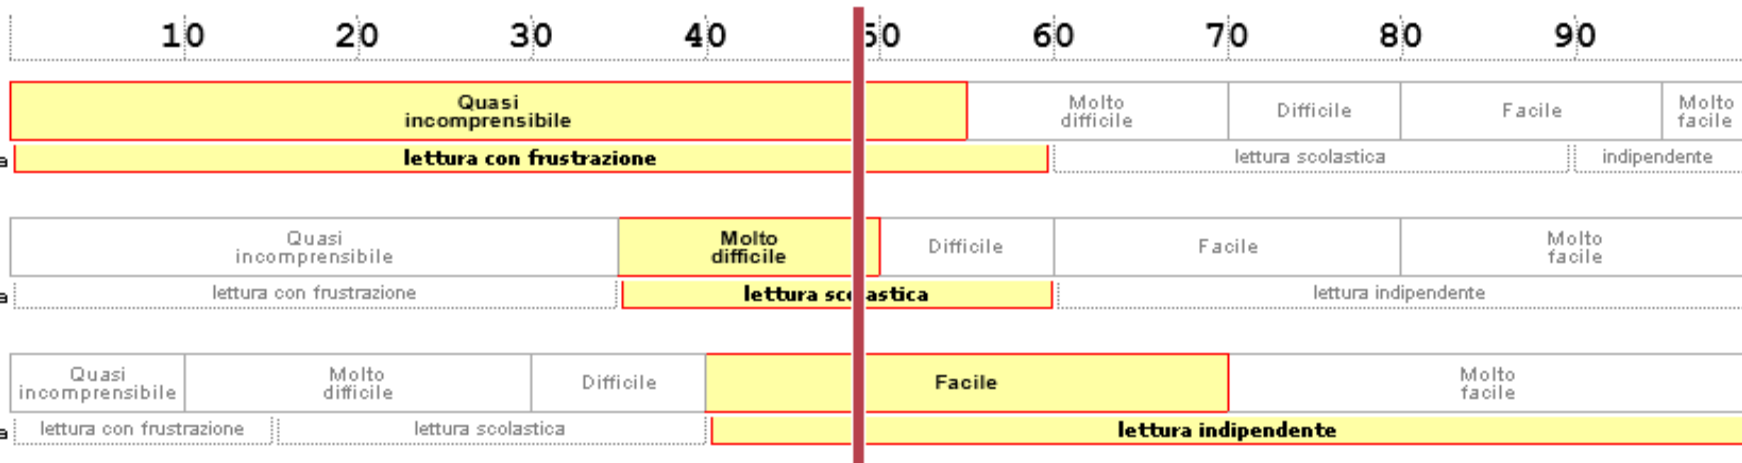 10 20 30 40 50 60 70 80 90
Quasi Molto Difficile Facile Molto
incomprensibile difficile facile
a lettura con frustrazione lettura scolastica indipendente
Quasi Molto Difficile Facile Molto
incomprensibile difficile facile
a lettura con frustrazione lettura scolastica lettura indipendente
Quasi Molto Difficile Facile Molto
incomprensibile difficile facile
a lettura con frustrazione lettura scolastica lettura indipendente